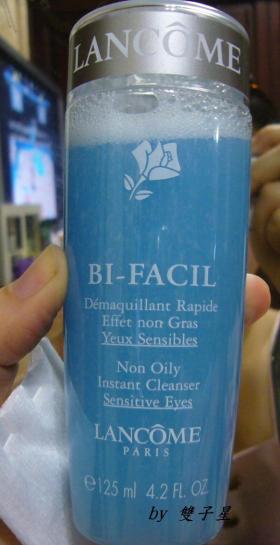 LANCÔME
BI-FACIL
Démaquillant Rapide
Effet non Gras
Yeux Sensibles
Non Oily
Instant Cleanser
Sensitive Eyes
LANCÔME
PARIS
℮125 ml 4.2 FL. OZ.
by 雙子星